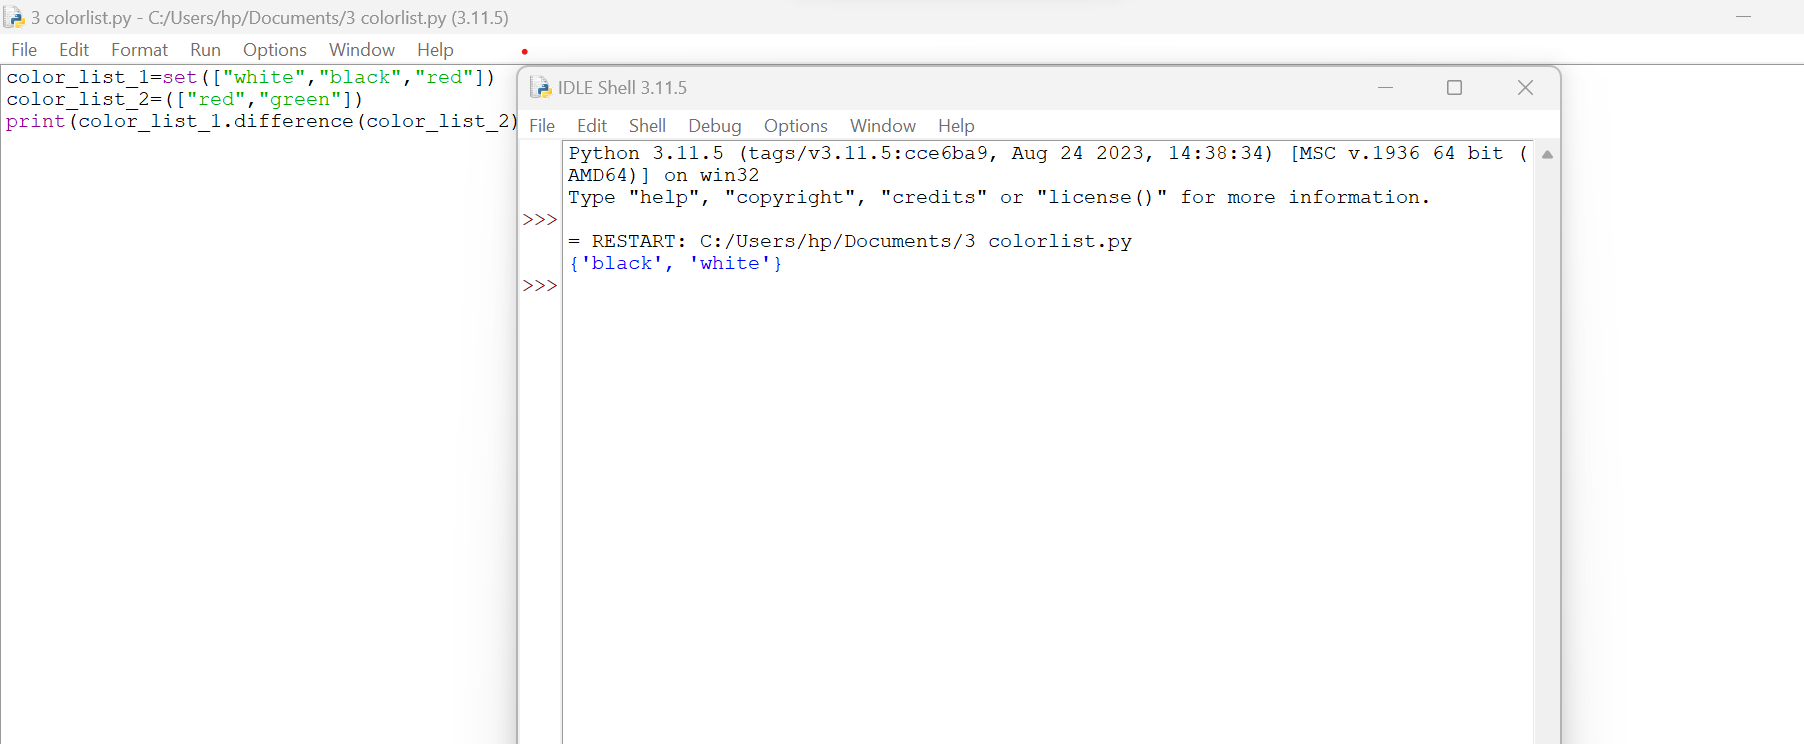 3 colorlist.py - C:/Users/hp/Documents/3 colorlist.py (3.11.5)
File Edit Format Run Options Window Help
color_list_1=set(["white","black","red"])
color_list_2=(["red","green"])
print(color_list_1.difference(color_list_2)
IDLE Shell 3.11.5
File Edit Shell Debug Options Window Help
Python 3.11.5 (tags/v3.11.5:cce6ba9, Aug 24 2023, 14:38:34) [MSC v.1936 64 bit (
AMD64)] on win32
Type "help", "copyright", "credits" or "license()" for more information.
>>>
= RESTART: C:/Users/hp/Documents/3 colorlist.py
{'black', 'white'}
>>>